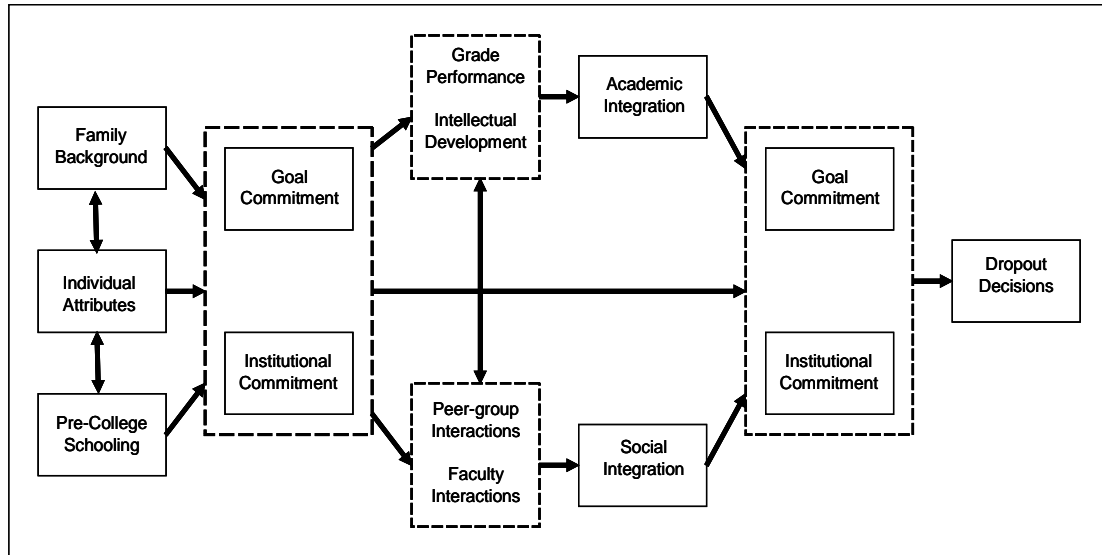 Family
Background
Individual
Attributes
Pre-College
Schooling
Goal
Commitment
Institutional
Commitment
Grade
Performance
Intellectual
Development
Peer-group
Interactions
Faculty
Interactions
Academic
Integration
Social
Integration
Goal
Commitment
Institutional
Commitment
Dropout
Decisions